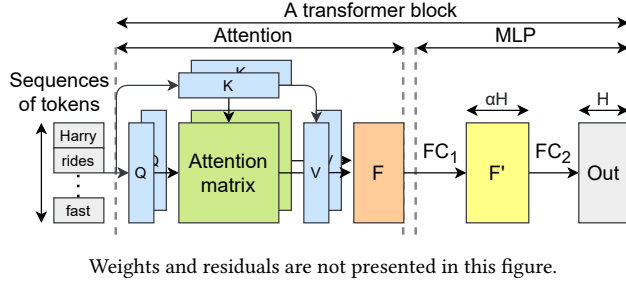 A transformer block
Attention
MLP
Sequences
of tokens
K
K
αH
H
Harry
rides
fast
Q
Q
Attention
matrix
V
V
F
FC1
F'
FC2
Out
Weights and residuals are not presented in this figure.